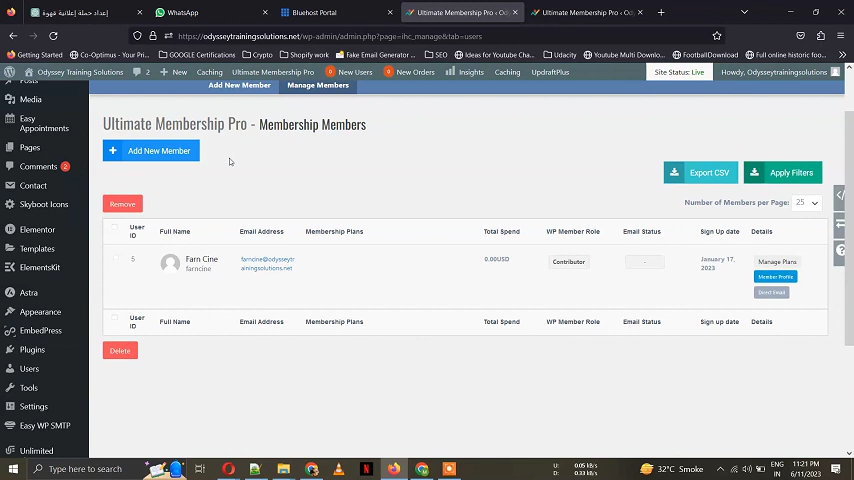 إعداد حملة إعلانية قهوة
WhatsApp
Bluehost Portal
Ultimate Membership Pro ‹ Od
Ultimate Membership Pro ‹ Od
https://odysseytrainingsolutions.net/wp-admin/admin.php?page=ihc_manage&tab=users
Getting Started
Co-Optimus - Your Pri...
GOOGLE Certifications
Crypto
Shopify work
Fake Email Generator -
SEO
Ideas for Youtube Cha...
Udacity
Youtube Multi Downlo...
FootballDownload
Full online historic foo...
Odyssey Training Solutions
2
New
Caching
Ultimate Membership Pro
0 New Users
0 New Orders
Insights
Caching
UpdraftPlus
Site Status: Live
Howdy, Odysseytrainingsolutions
Media
Easy Appointments
Pages
Comments 2
Contact
Skyboot Icons
Elementor
Templates
ElementsKit
Astra
Appearance
EmbedPress
Plugins
Users
Tools
Settings
Easy WP SMTP
Unlimited
Add New Member
Manage Members
Ultimate Membership Pro - Membership Members
+ Add New Member
Export CSV
Apply Filters
Number of Members per Page: 25
Remove
User ID Full Name Email Address Membership Plans Total Spend WP Member Role Email Status Sign Up date Details
5 Farn Cine farncine farncine@odysseytrainingsolutions.net 0.00USD Contributor - January 17, 2023 Manage Plans
Member Profile
Direct Email
User ID Full Name Email Address Membership Plans Total Spend WP Member Role Email Status Sign up date Details
Delete
Type here to search
U: 0.05 kB/s
D: 0.33 kB/s
32°C Smoke
ENG
IN
11:21 PM
6/11/2023